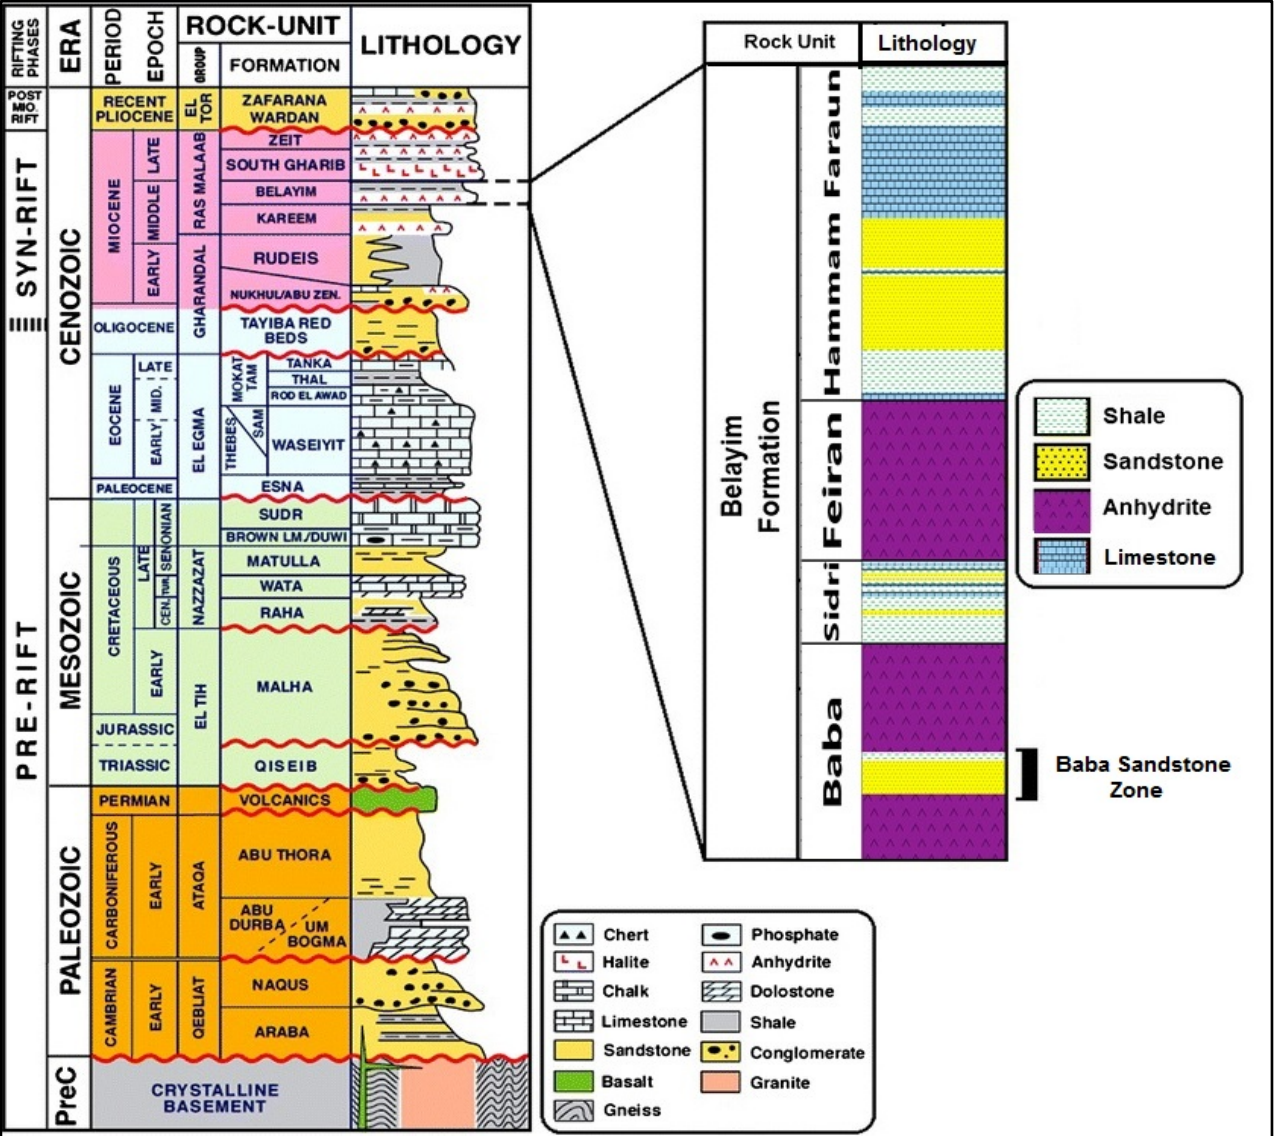 RIFTING
PHASES
ERA
PERIOD
EPOCH
ROCK-UNIT
GROUP
FORMATION
LITHOLOGY
POST
MIO.
RIFT
SYN-RIFT
PRE-RIFT
CENOZOIC
MESOZOIC
PALEOZOIC
PreC
RECENT
PLIOCENE
EL
TOR
ZAFARANA
WARDAN
MIOCENE
LATE
MIDDLE
EARLY
RAS MALAAB
ZEIT
SOUTH GHARIB
BELAYIM
KAREEM
GHARANDAL
RUDEIS
NUKHUL/ABU ZEN.
OLIGOCENE
TAYIBA RED
BEDS
EOCENE
LATE
MID.
EARLY
EL EGMA
MOKAT
TAM
TANKA
THAL
ROD EL AWAD
THEBES
SAM
WASEIYIT
PALEOCENE
ESNA
CRETACEOUS
LATE
SENONIAN
TUR.
CEN.
EARLY
NAZZAZAT
SUDR
BROWN LM./DUWI
MATULLA
WATA
RAHA
EL TIH
MALHA
JURASSIC
TRIASSIC
QISEIB
PERMIAN
VOLCANICS
CARBONIFEROUS
EARLY
ATAQA
ABU THORA
ABU
DURBA
UM
BOGMA
CAMBRIAN
EARLY
QEBLIAT
NAQUS
ARABA
CRYSTALLINE
BASEMENT
Rock Unit
Lithology
Belayim
Formation
Hammam Faraun
Feiran
Sidri
Baba
Shale
Sandstone
Anhydrite
Limestone
Baba Sandstone
Zone
Chert
Phosphate
Halite
Anhydrite
Chalk
Dolostone
Limestone
Shale
Sandstone
Conglomerate
Basalt
Granite
Gneiss